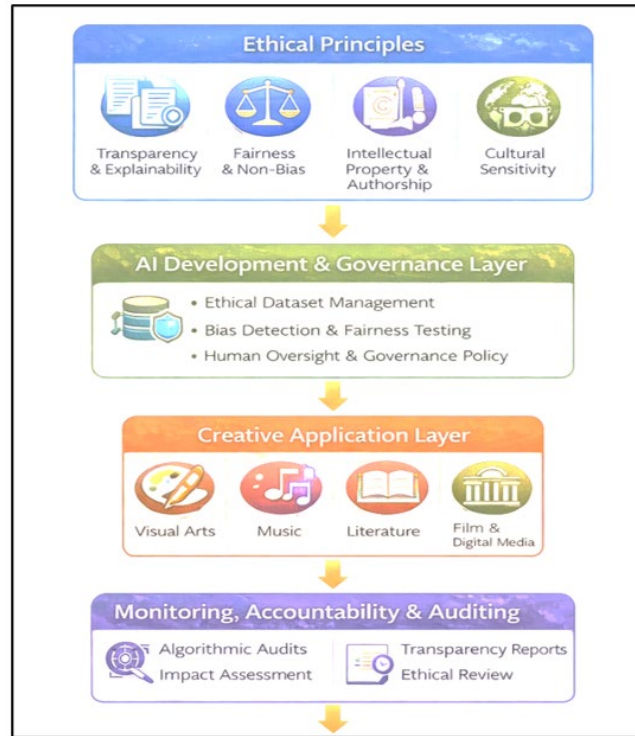 Ethical Principles
Transparency
& Explainability
Fairness
& Non-Bias
Intellectual
Property &
Authorship
Cultural
Sensitivity
AI Development & Governance Layer
• Ethical Dataset Management
• Bias Detection & Fairness Testing
• Human Oversight & Governance Policy
Creative Application Layer
Visual Arts
Music
Literature
Film &
Digital Media
Monitoring, Accountability & Auditing
Algorithmic Audits
Impact Assessment
Transparency Reports
Ethical Review